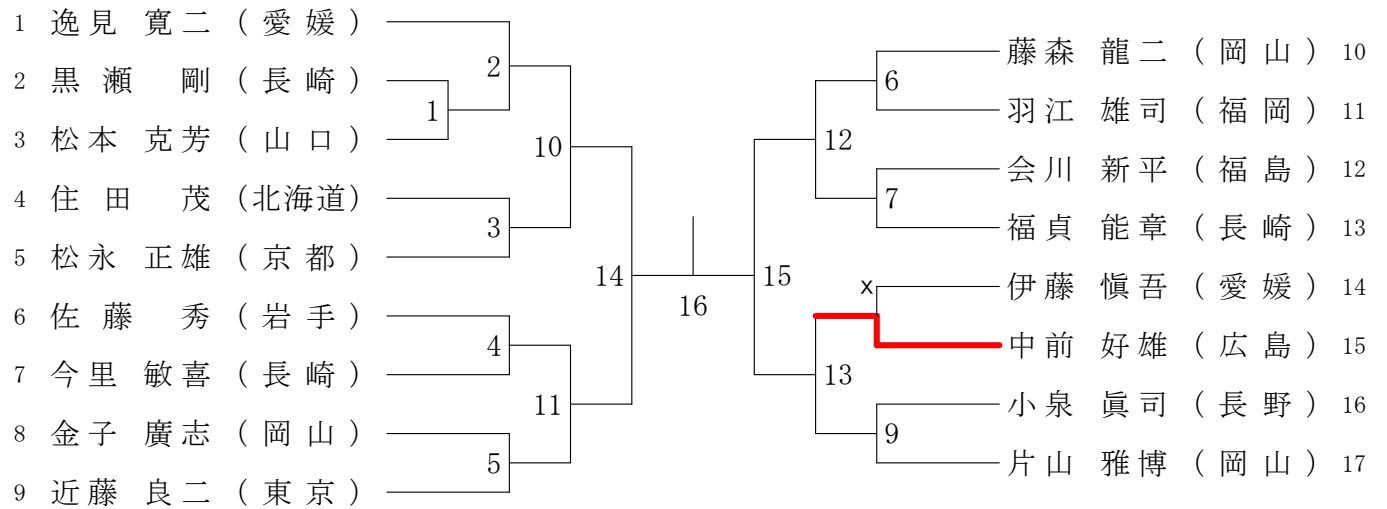 1 逸見 寛二 (愛媛)
2 黒瀬 剛 (長崎)
3 松本 克芳 (山口)
4 住田 茂 (北海道)
5 松永 正雄 (京都)
6 佐藤 秀 (岩手)
7 今里 敏喜 (長崎)
8 金子 廣志 (岡山)
9 近藤 良二 (東京)
1
2
3
4
5
10
11
14
16
15
12
13
6
7
x
9
藤森 龍二 (岡山) 10
羽江 雄司 (福岡) 11
会川 新平 (福島) 12
福貞 能章 (長崎) 13
伊藤 愼吾 (愛媛) 14
中前 好雄 (広島) 15
小泉 眞司 (長野) 16
片山 雅博 (岡山) 17